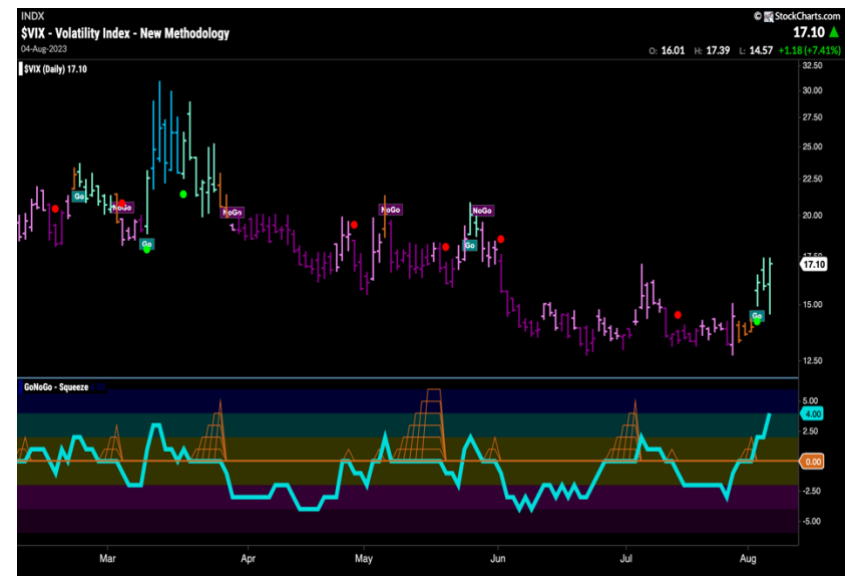 INDX
© StockCharts.com
$VIX - Volatility Index - New Methodology
17.10
04-Aug-2023
O: 16.01 H: 17.39 L: 14.57 +1.18 (+7.41%)
$VIX (Daily) 17.10
32.50
30.00
27.50
25.00
22.50
20.00
17.10
15.00
12.50
Go
NoGo
Go
NoGo
NoGo
NoGo
Go
Go
GoNoGo - Squeeze
5.00
4.00
2.50
0.00
-2.50
-5.00
Mar Apr May Jun Jul Aug